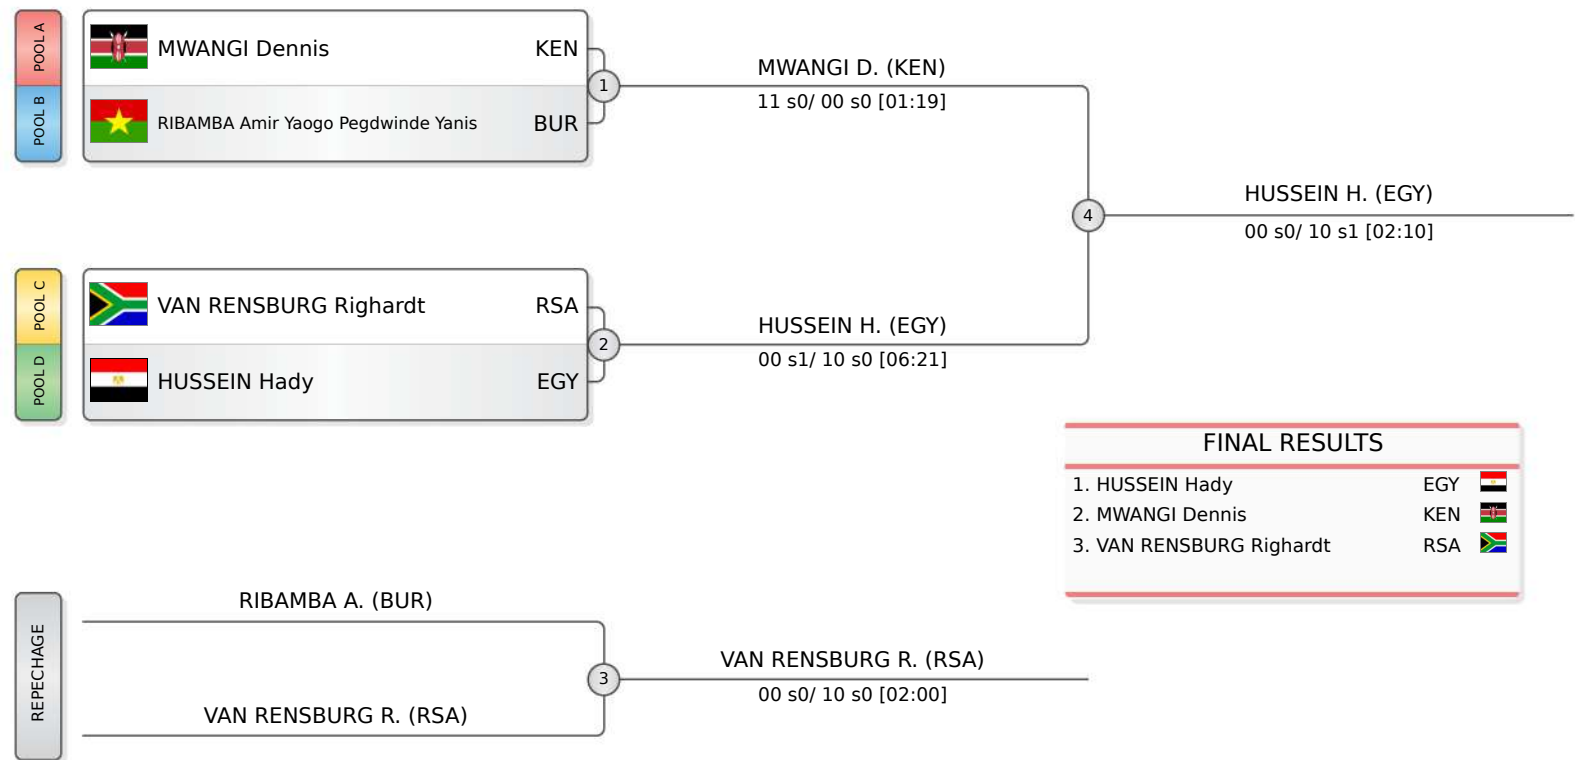 POOL A
MWANGI Dennis KEN
POOL B
RIBAMBA Amir Yaogo Pegdwinde Yanis BUR
1
MWANGI D. (KEN)
11 s0/ 00 s0 [01:19]
4
HUSSEIN H. (EGY)
00 s0/ 10 s1 [02:10]
POOL C
VAN RENSBURG Righardt RSA
POOL D
HUSSEIN Hady EGY
2
HUSSEIN H. (EGY)
00 s1/ 10 s0 [06:21]
FINAL RESULTS
1. HUSSEIN Hady EGY
2. MWANGI Dennis KEN
3. VAN RENSBURG Righardt RSA
REPECHAGE
RIBAMBA A. (BUR)
VAN RENSBURG R. (RSA)
3
VAN RENSBURG R. (RSA)
00 s0/ 10 s0 [02:00]